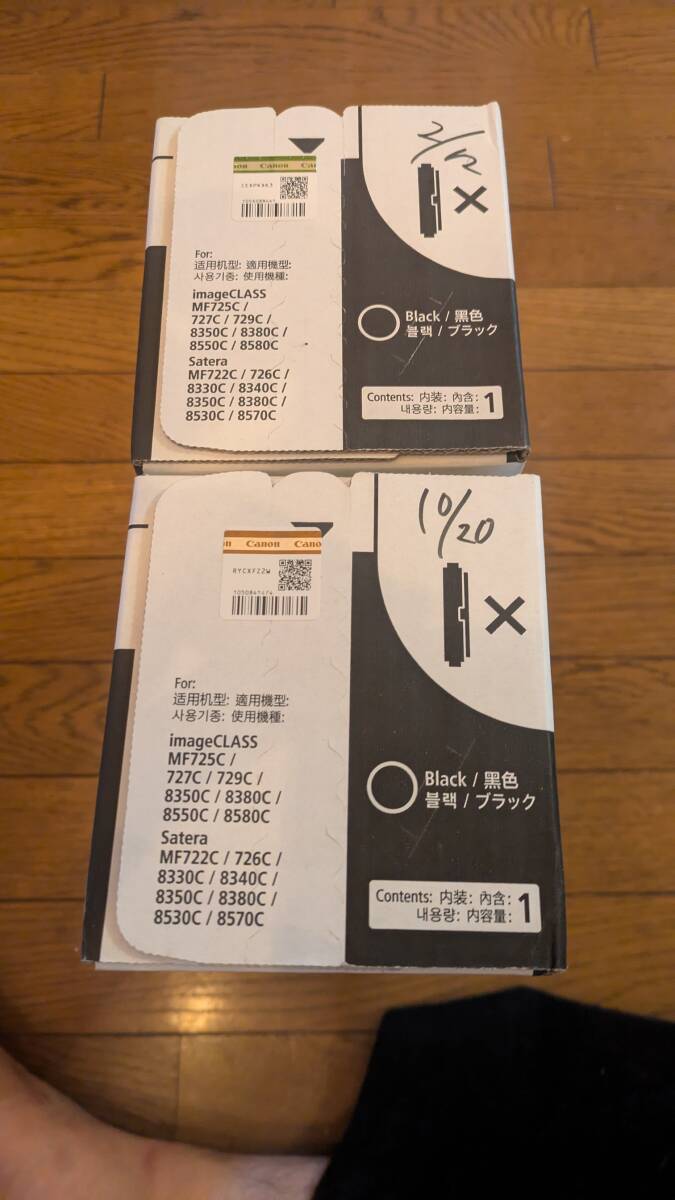 2/12
on Canon Can
For:
适用机型: 適用機型:
사용기종: 使用機種:
imageCLASS
MF725C /
727C / 729C /
8350C / 8380C /
8550C / 8580C
Satera
MF722C / 726C /
8330C / 8340C /
8350C / 8380C /
8530C / 8570C
Black / 黑色
블랙 / ブラック
Contents: 内装: 內含: 1
내용량: 内容量:
10/20
n Canon Cano
RYCXFZ2W
For:
适用机型: 適用機型:
사용기종: 使用機種:
imageCLASS
MF725C /
727C / 729C /
8350C / 8380C /
8550C / 8580C
Satera
MF722C / 726C /
8330C / 8340C /
8350C / 8380C /
8530C / 8570C
Black / 黑色
블랙 / ブラック
Contents: 内装: 內含: 1
내용량: 内容量: